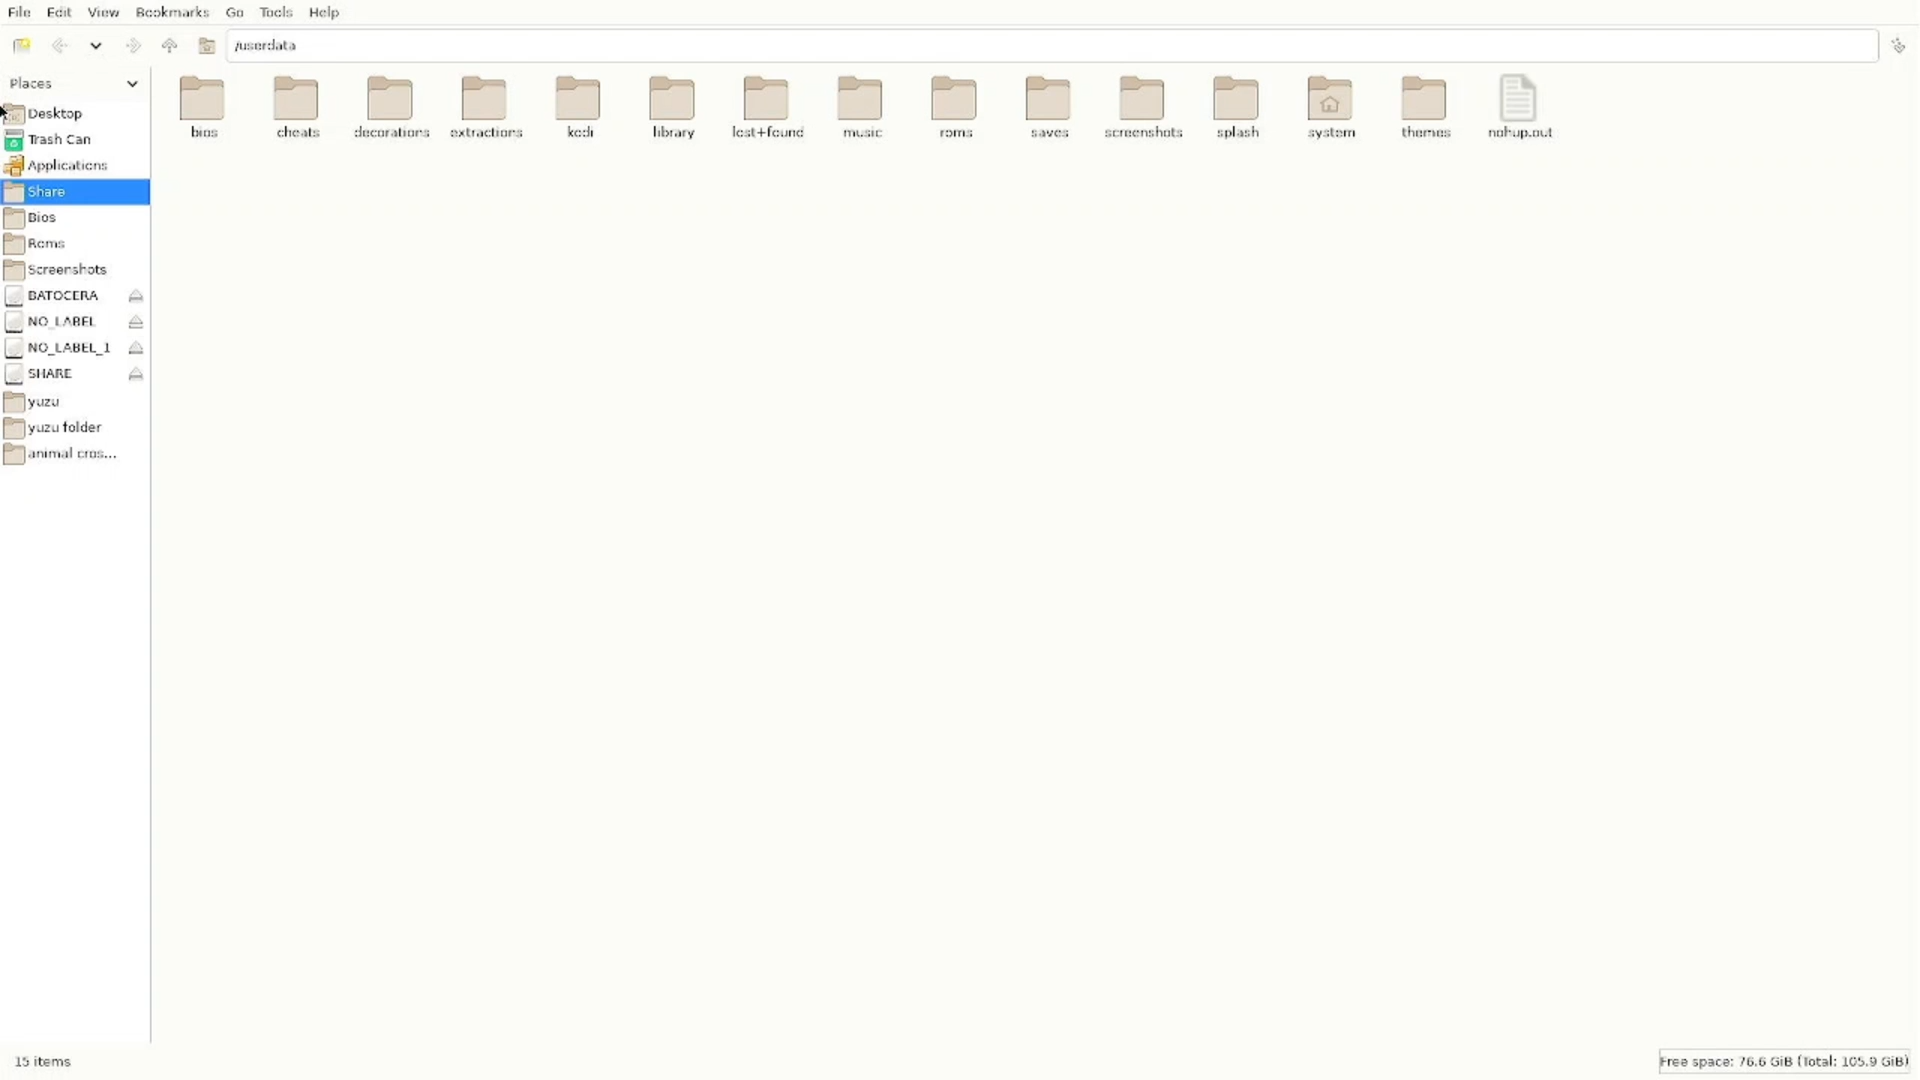 File Edit View Bookmarks Go Tools Help
/userdata
Places
Desktop
Trash Can
Applications
Share
Bios
Roms
Screenshots
BATOCERA
NO_LABEL
NO_LABEL_1
SHARE
yuzu
yuzu folder
animal cros...
bios cheats decorations extractions kodi library lost+found music roms saves screenshots splash system themes nohup.out
15 items
Free space: 76.6 GiB (Total: 105.9 GiB)